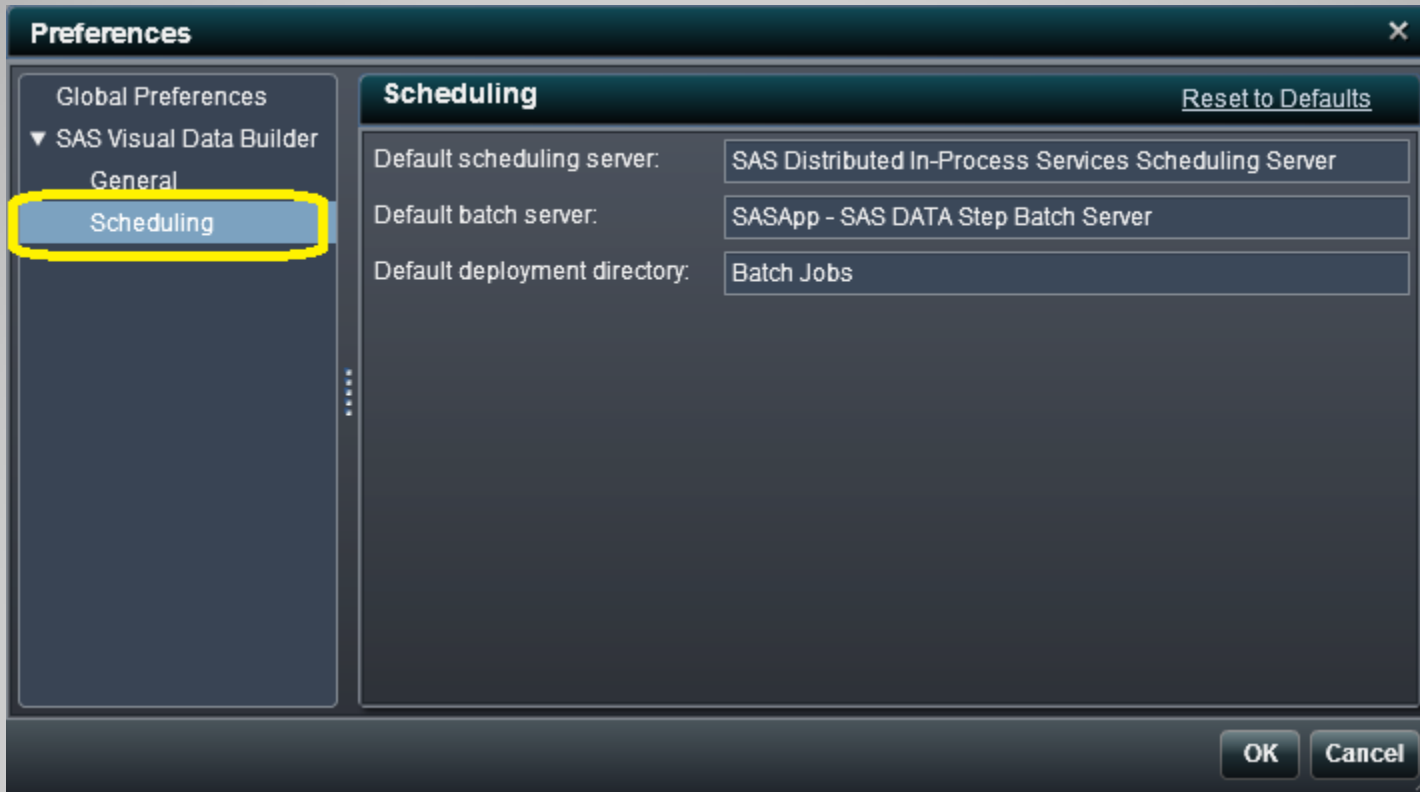 Preferences
Global Preferences
▼ SAS Visual Data Builder
General
Scheduling
Scheduling
Reset to Defaults
Default scheduling server:
SAS Distributed In-Process Services Scheduling Server
Default batch server:
SASApp - SAS DATA Step Batch Server
Default deployment directory:
Batch Jobs
OK
Cancel